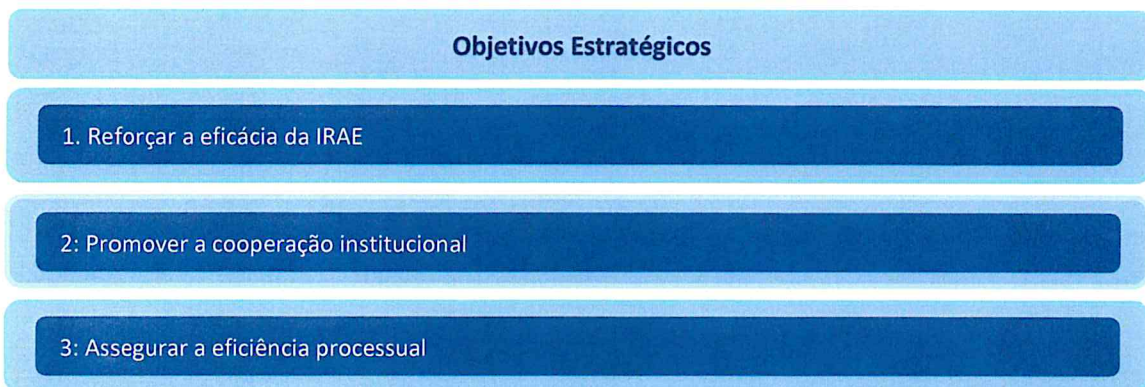 Objetivos Estratégicos
1. Reforçar a eficácia da IRAE
2: Promover a cooperação institucional
3: Assegurar a eficiência processual